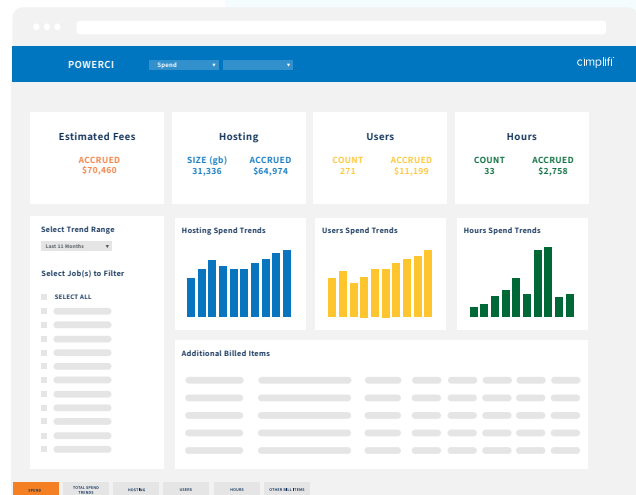 POWERCI
Spend
cimplifi
Estimated Fees
ACCRUED
$70,460
Hosting
SIZE (gb) ACCRUED
31,336 $64,974
Users
COUNT ACCRUED
271 $11,199
Hours
COUNT ACCRUED
33 $2,758
Select Trend Range
Last 11 Months
Select Job(s) to Filter
SELECT ALL
Hosting Spend Trends
Users Spend Trends
Hours Spend Trends
Additional Billed Items
SPEND
TOTAL SPEND
TRENDS
HOSTING
USERS
HOURS
OTHER BILL ITEMS